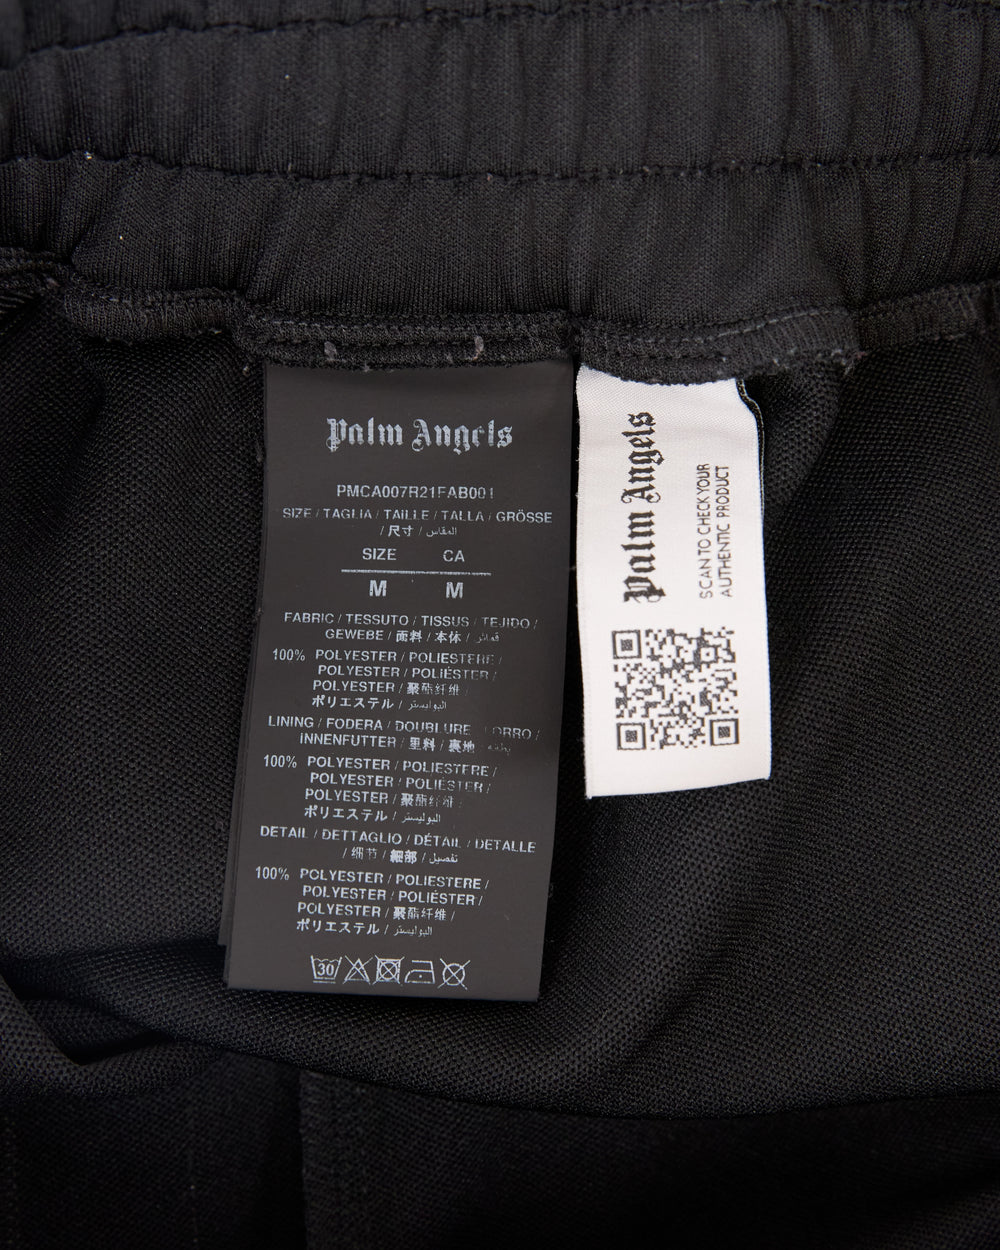 Palm Angels
PMCA007R21FAB001
SIZE / TAGLIA / TAILLE / TALLA / GRÖSSE
/ 尺寸 / المقاس
SIZE CA
M M
FABRIC / TESSUTO / TISSUS / TEJIDO /
GEWEBE / 面料 / 本体 / قماش
100% POLYESTER / POLIESTERE /
POLYESTER / POLIÉSTER /
POLYESTER / 聚酯纤维 /
ポリエステル / البوليستر
LINING / FODERA / DOUBLURE ORRO /
INNENFUTTER / 里料 / 裏地
100% POLYESTER / POLIESTERE /
POLYESTER / POLIÉSTER /
POLYESTER / 聚酯纤维 /
ポリエステル / البوليستر
DETAIL / DETTAGLIO / DÉTAIL / DETALLE
/ 细节 / 細部 / تفصيل
100% POLYESTER / POLIESTERE /
POLYESTER / POLIÉSTER /
POLYESTER / 聚酯纤维 /
ポリエステル / البوليستر
30
Palm Angels
SCAN TO CHECK YOUR
AUTHENTIC PRODUCT